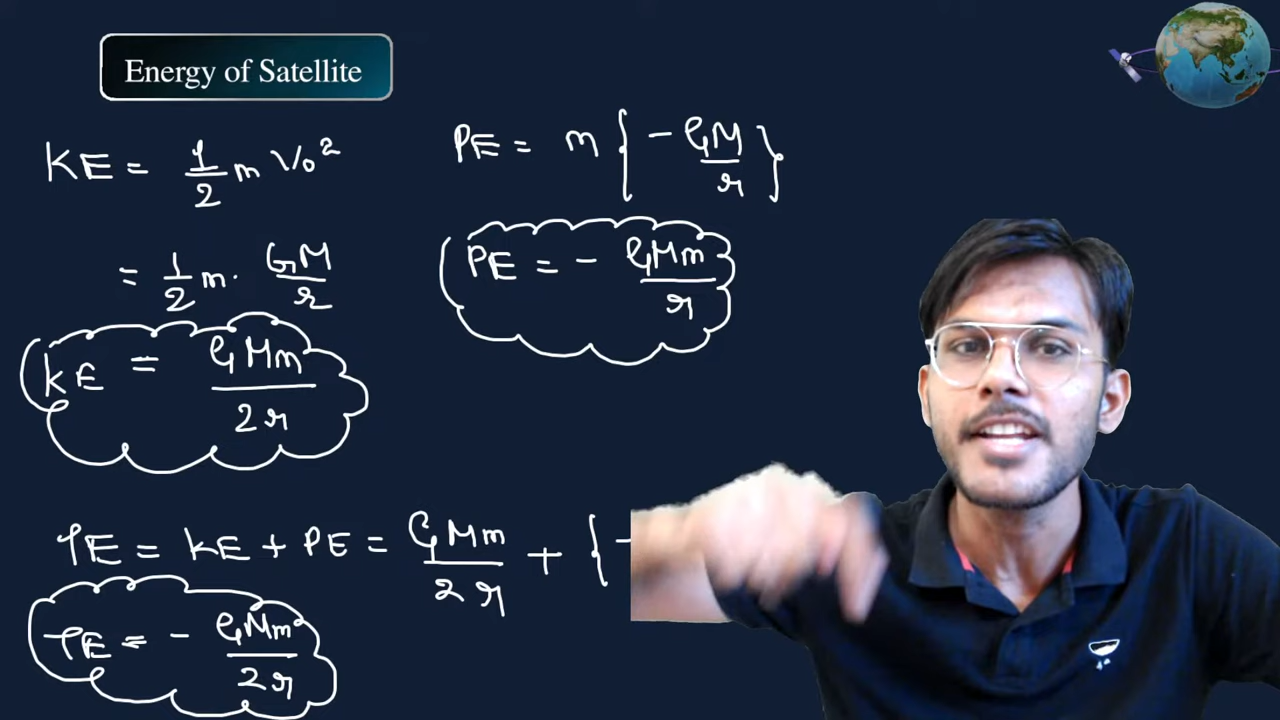 Energy of Satellite
KE = 1/2 m V₀²
= 1/2 m · GM/r
KE = GMm/2r
PE = m { - GM/r }
PE = - GMm/r
TE = KE + PE = GMm/2r + { -
TE = - GMm/2r